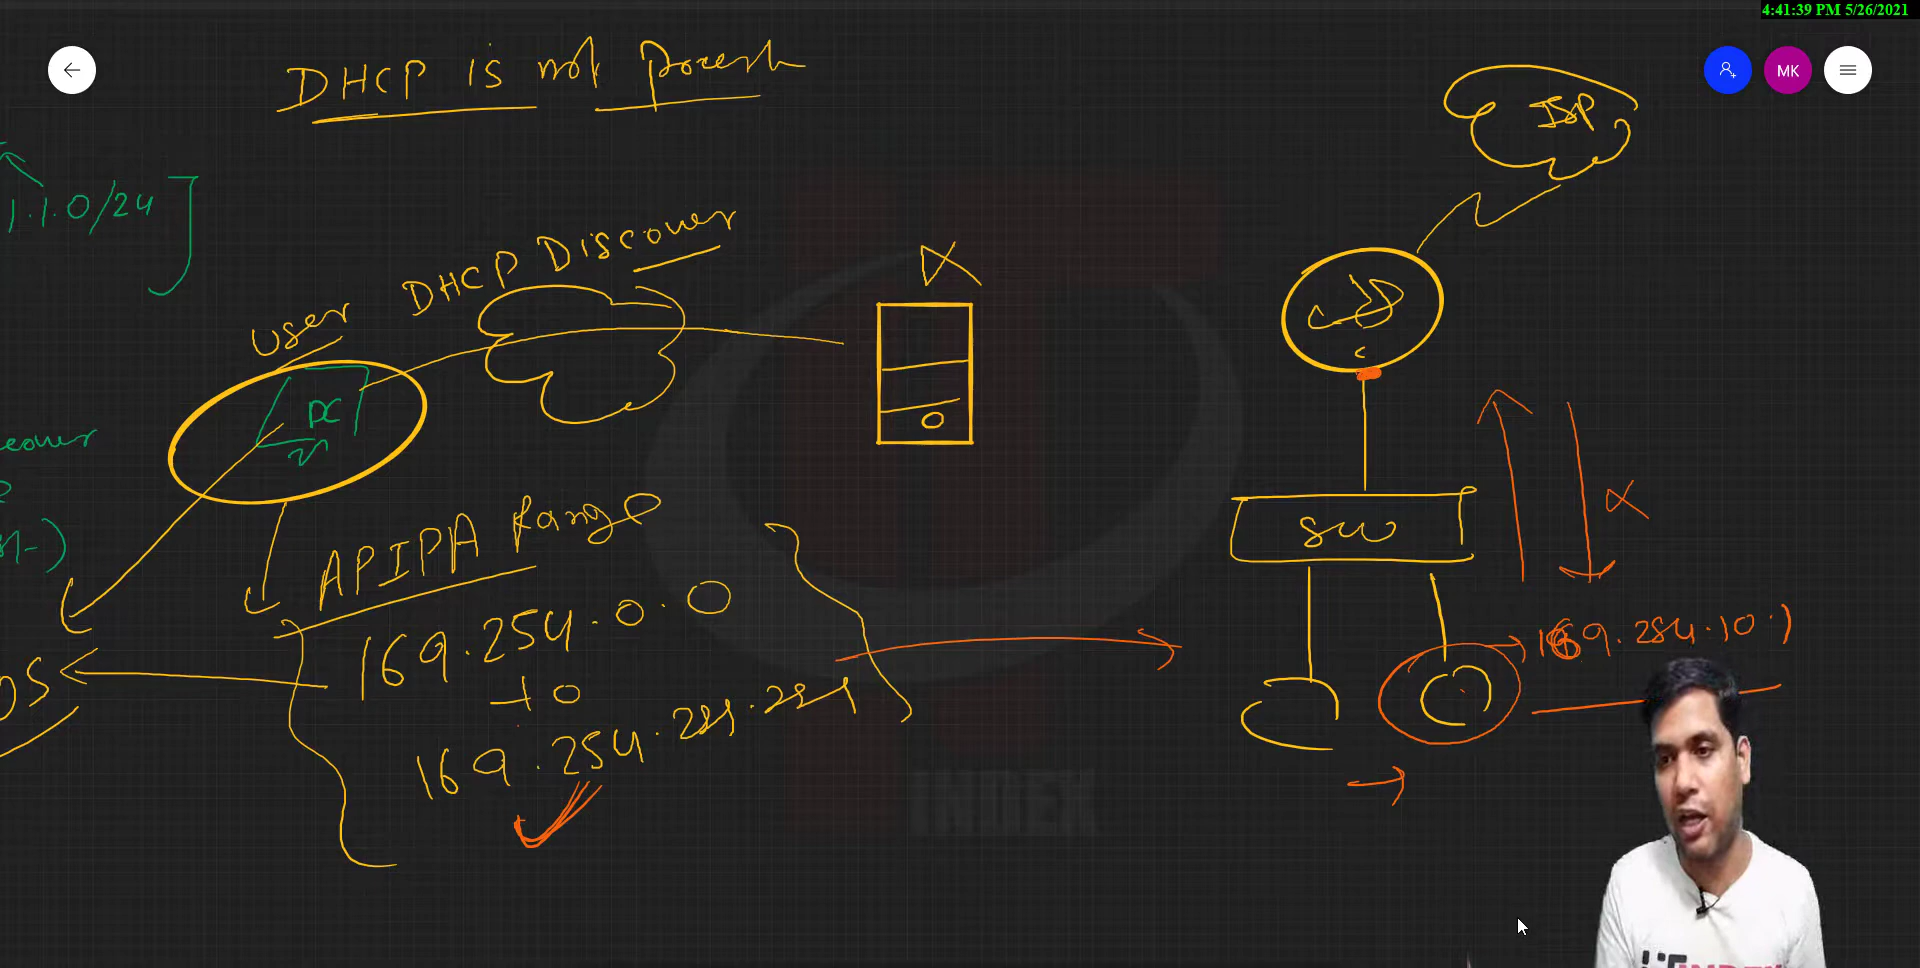 4:41:39 PM 5/26/2021
MK
DHCP is not
ISP
1.1.0/24
DHCP Discover
User
PC
APIPA Range
169.254.0.0
To
169.254.255.255
SW
169.254.10.1
OS